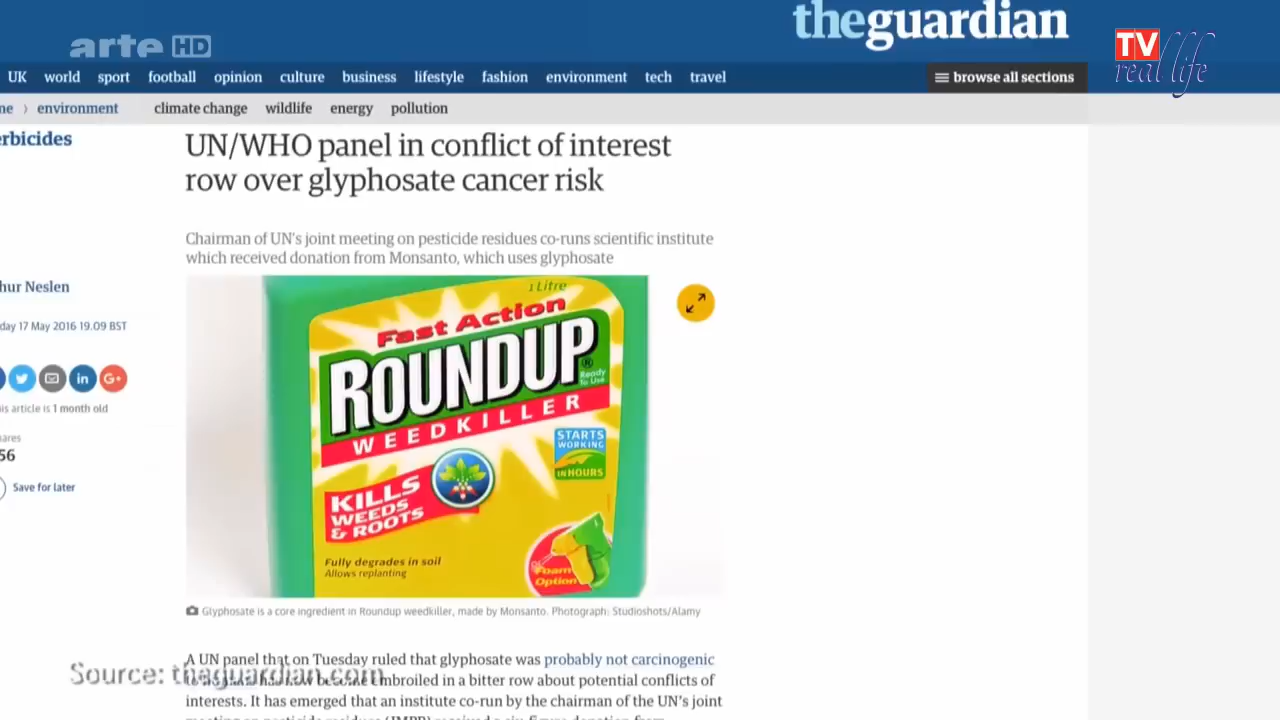 arte HD
theguardian
TV
real life
UK world sport football opinion culture business lifestyle fashion environment tech travel
browse all sections
environment
climate change wildlife energy pollution
UN/WHO panel in conflict of interest
row over glyphosate cancer risk
Chairman of UN's joint meeting on pesticide residues co-runs scientific institute
which received donation from Monsanto, which uses glyphosate
Neslen
17 May 2016 19.09 BST
article is 1 month old
56
Save for later
1 Litre
Fast Action
ROUNDUP
®
Ready
To Use
WEEDKILLER
STARTS
WORKING
IN HOURS
KILLS
WEEDS
& ROOTS
Fully degrades in soil
Allows replanting
Foam
Option
Glyphosate is a core ingredient in Roundup weedkiller, made by Monsanto. Photograph: Studioshots/Alamy
A UN panel that on Tuesday ruled that glyphosate was probably not carcinogenic
embroiled in a bitter row about potential conflicts of
interests. It has emerged that an institute co-run by the chairman of the UN's joint
Source: theguardian.com